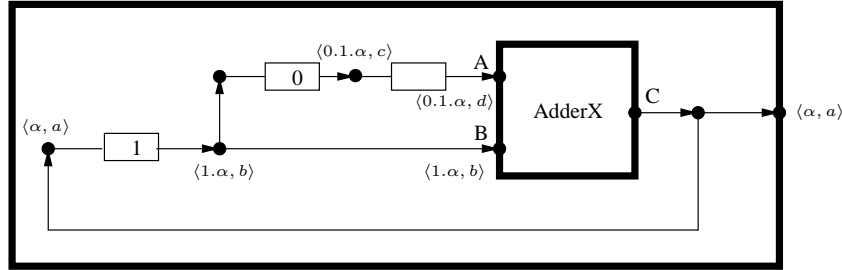 ⟨0.1.α, c⟩
A
0
⟨0.1.α, d⟩
AdderX
C
⟨α, a⟩
⟨α, a⟩
B
1
⟨1.α, b⟩
⟨1.α, b⟩